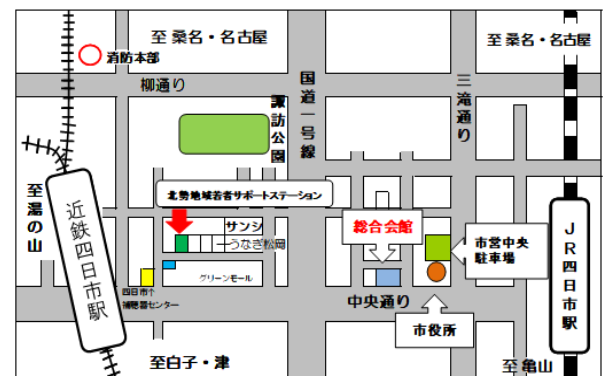 至 桑名・名古屋
至 桑名・名古屋
消防本部
柳通り
国道一号線
三滝通り
諏訪公園
北勢地域若者サポートステーション
至湯の山
近鉄四日市駅
サンシ
うなぎ松岡
総合会館
市営中央
駐車場
JR四日市駅
グリーンモール
四日市↑
補聴器センター
中央通り
市役所
至白子・津
至亀山